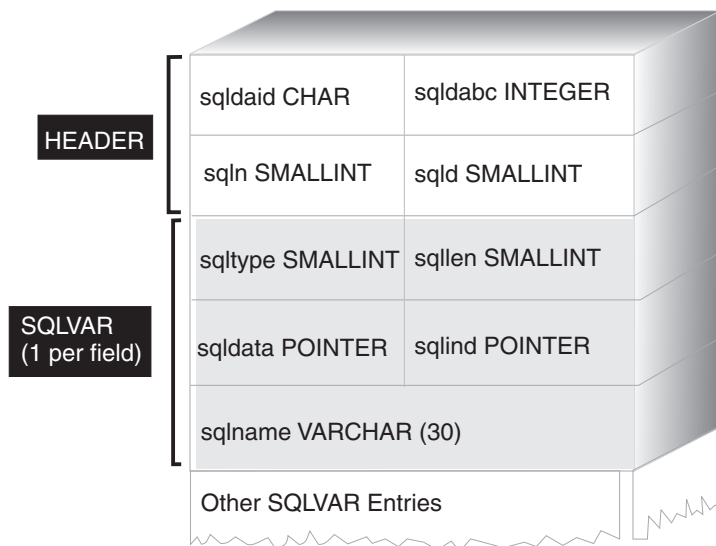 HEADER
sqldaid CHAR
sqldabc INTEGER
sqln SMALLINT
sqld SMALLINT
SQLVAR
(1 per field)
sqltype SMALLINT
sqllen SMALLINT
sqldata POINTER
sqlind POINTER
sqlname VARCHAR (30)
Other SQLVAR Entries